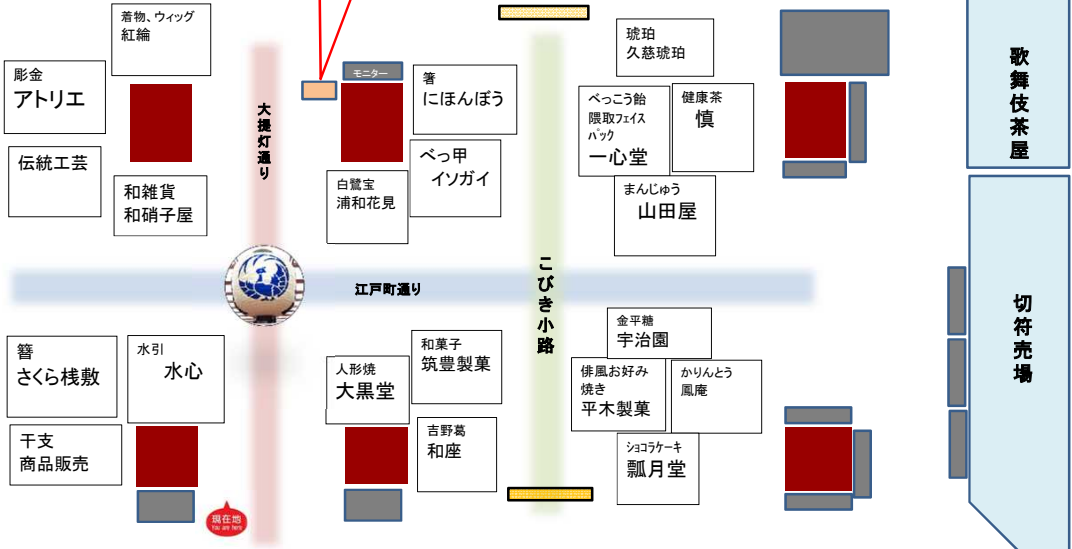 着物、ウィッグ
紅綸
彫金
アトリエ
伝統工芸
和雑貨
和硝子屋
大提灯通り
モニター
箸
にほんぼう
べっ甲
イソガイ
白鷺宝
浦和花見
琥珀
久慈琥珀
べっこう飴
隈取フェイス
パック
一心堂
健康茶
慎
まんじゅう
山田屋
歌舞伎茶屋
江戸町通り
こびき小路
切符売場
簪
さくら桟敷
水引
水心
干支
商品販売
現在地
You are here
人形焼
大黒堂
和菓子
筑豊製菓
吉野葛
和座
金平糖
宇治園
俳風お好み
焼き
平木製菓
かりんとう
鳳庵
ショコラケーキ
瓢月堂